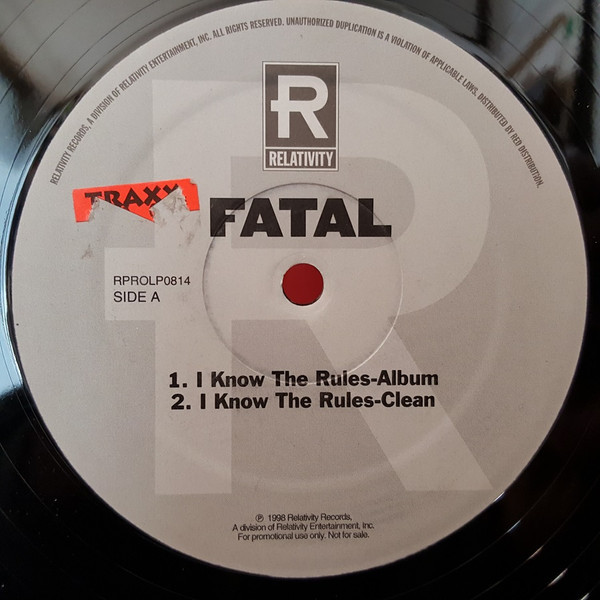 RELATIVITY RECORDS, A DIVISION OF RELATIVITY ENTERTAINMENT, INC. ALL RIGHTS RESERVED. UNAUTHORIZED DUPLICATION IS A VIOLATION OF APPLICABLE LAWS. DISTRIBUTED BY RED DISTRIBUTION.
R
RELATIVITY
TRAXX
FATAL
RPROLP0814
SIDE A
1. I Know The Rules-Album
2. I Know The Rules-Clean
℗ 1998 Relativity Records,
A division of Relativity Entertainment, Inc.
For promotional use only. Not for sale.